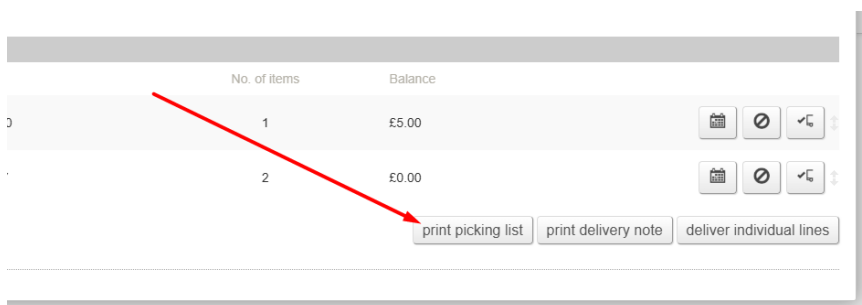 No. of items Balance
1 £5.00
2 £0.00
print picking list print delivery note deliver individual lines